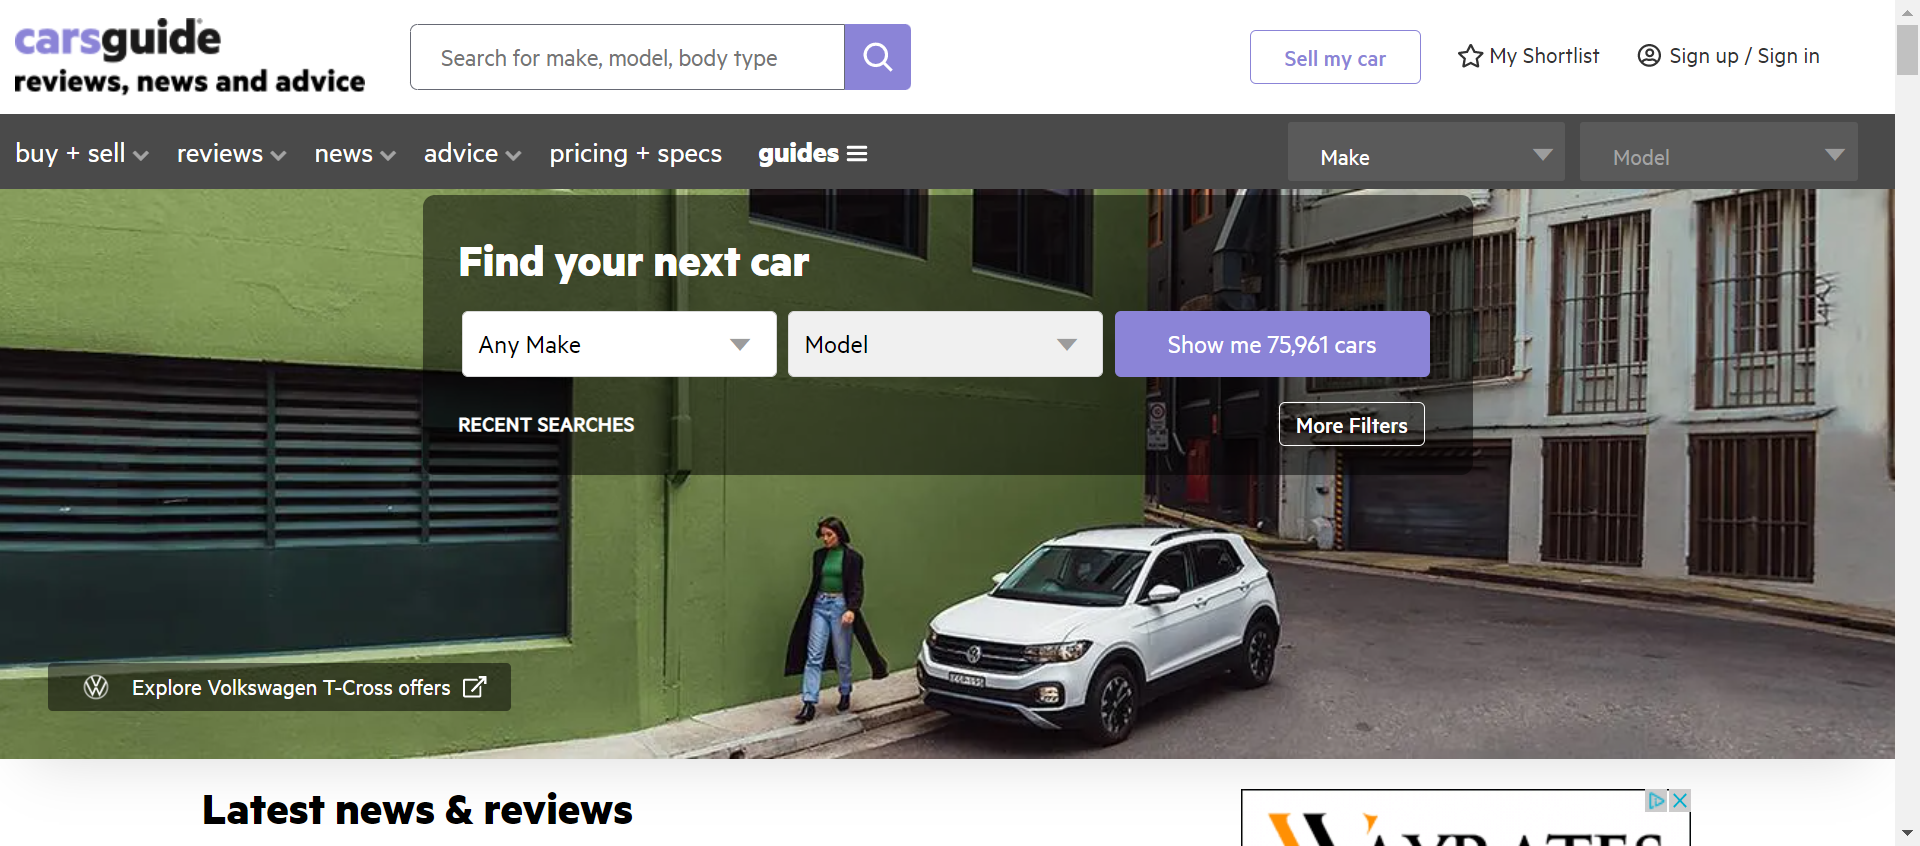 carsguide
reviews, news and advice
Search for make, model, body type
Sell my car
My Shortlist
Sign up / Sign in
buy + sell
reviews
news
advice
pricing + specs
guides
Make
Model
Find your next car
Any Make
Model
Show me 75,961 cars
RECENT SEARCHES
More Filters
Explore Volkswagen T-Cross offers
Latest news & reviews